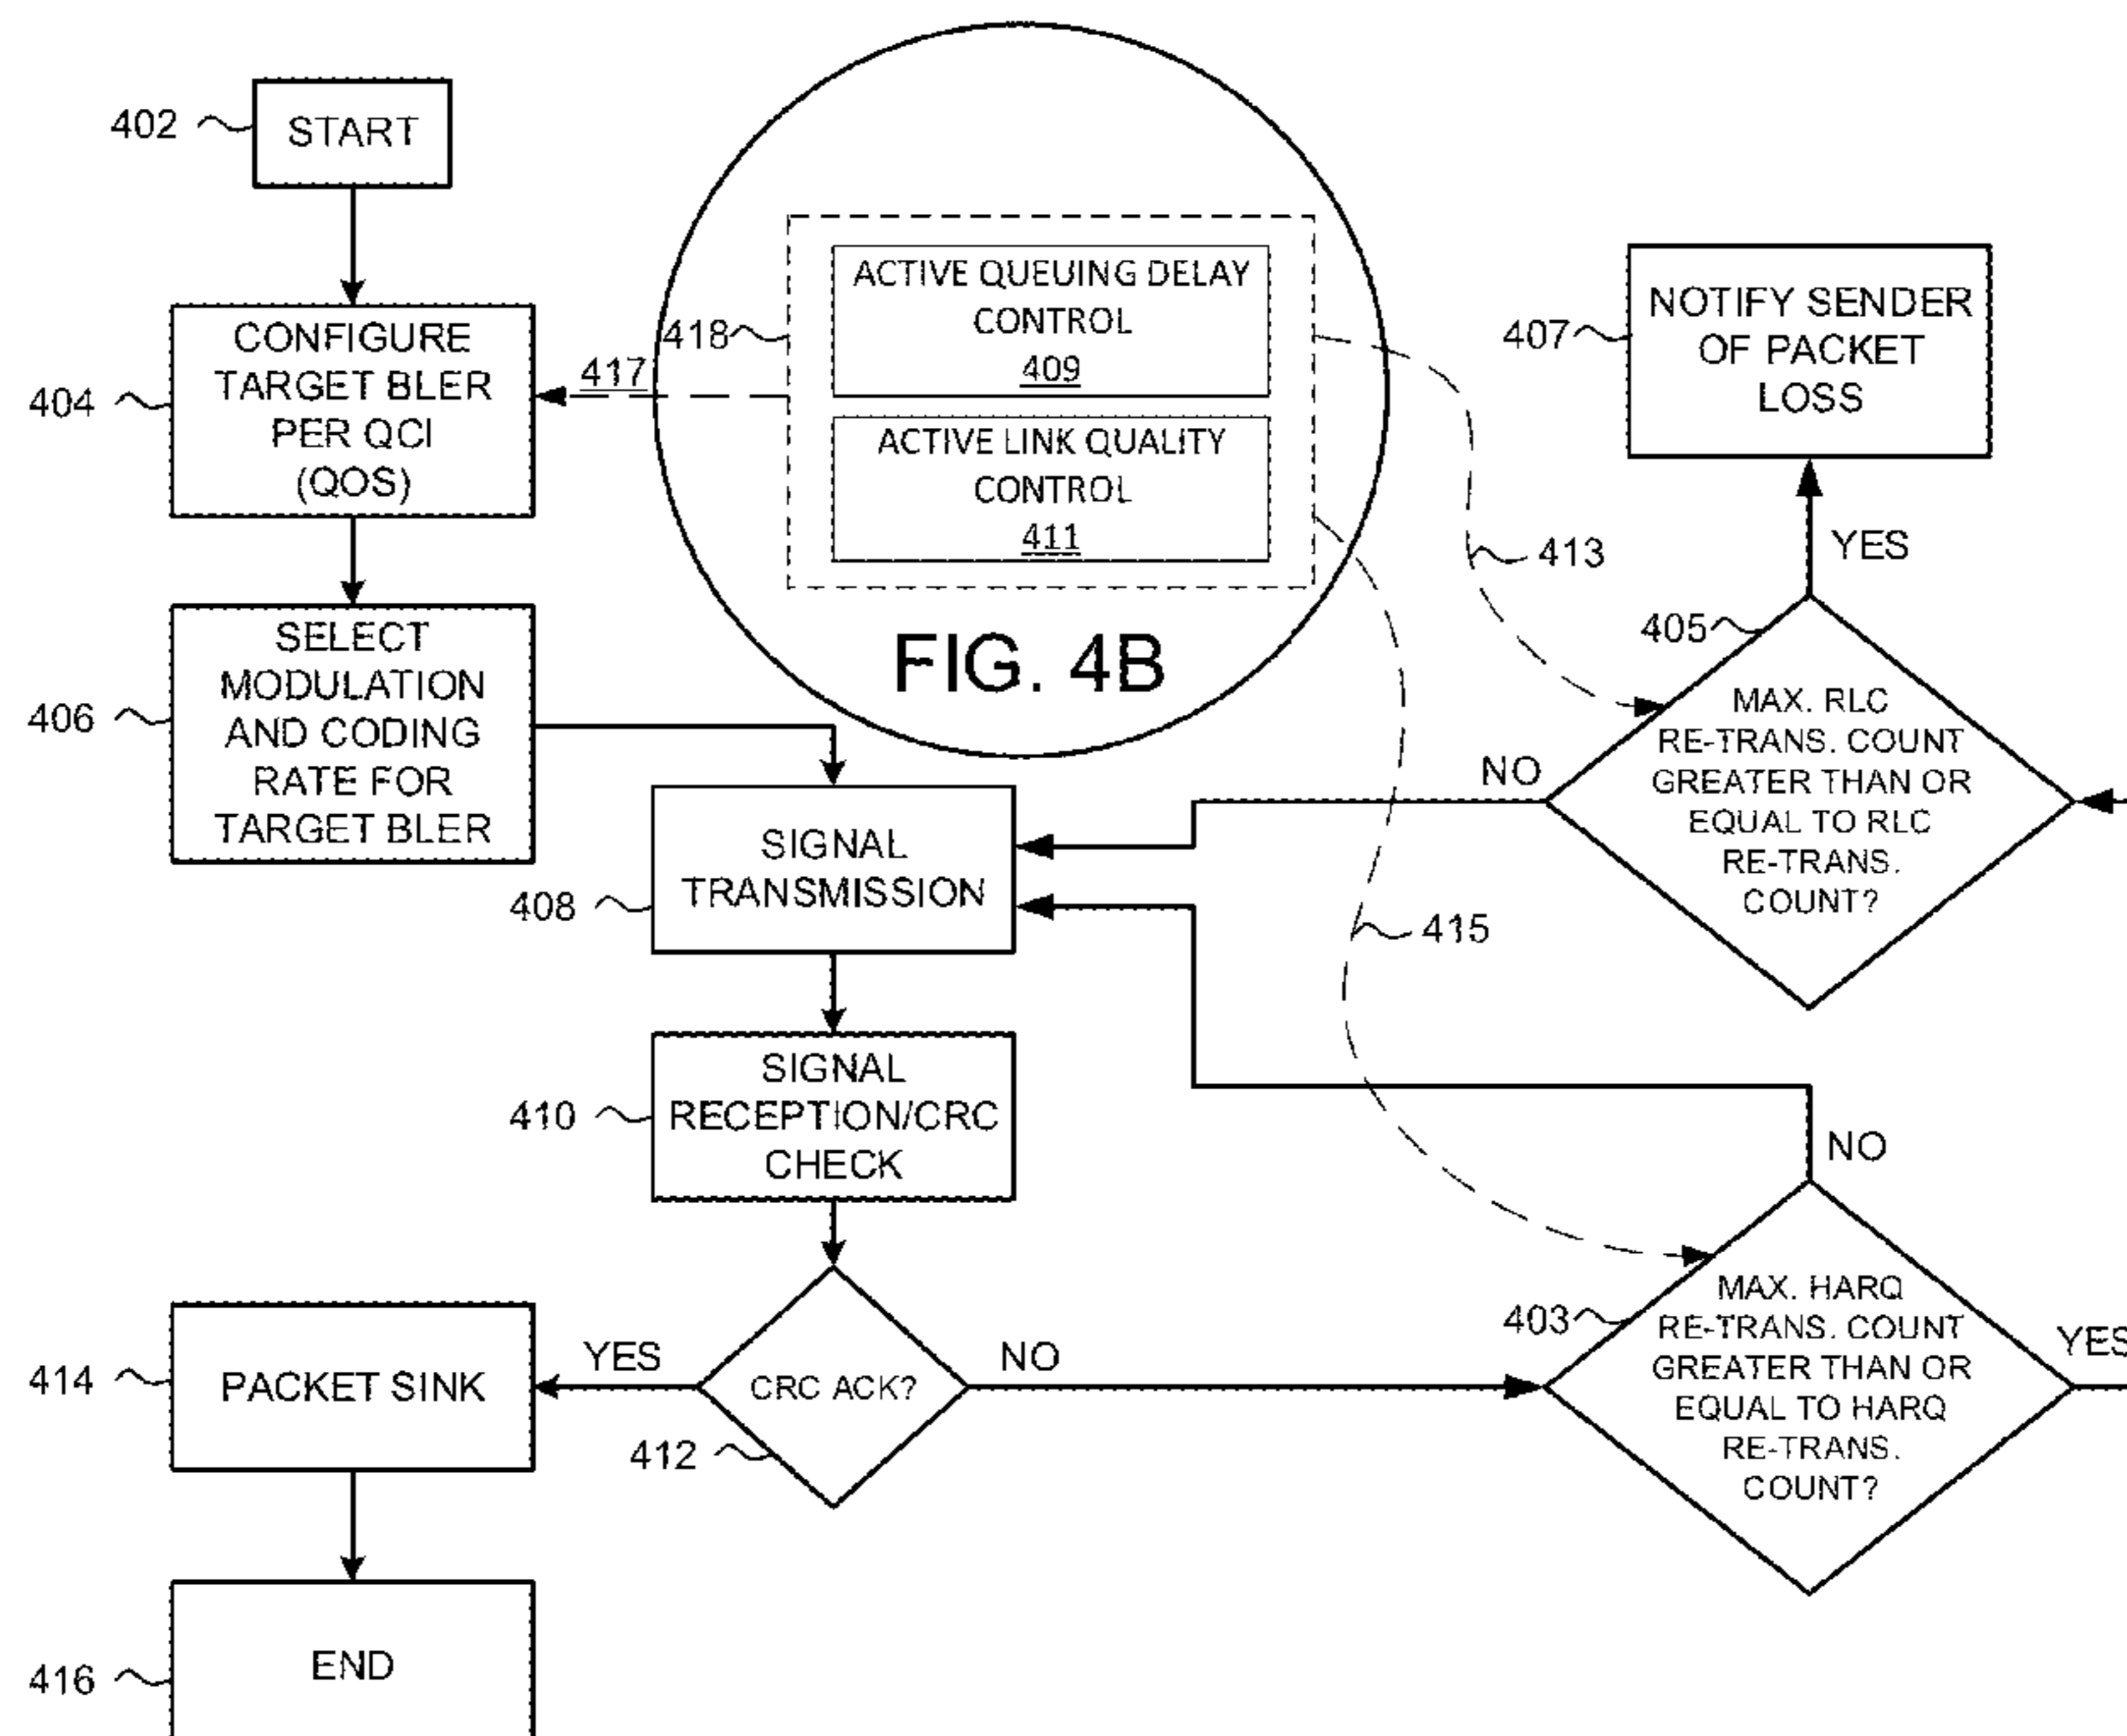 402
START
CONFIGURE
TARGET BLER
PER QCI
(QOS)
404
417
418
ACTIVE QUEUING DELAY
CONTROL
409
ACTIVE LINK QUALITY
CONTROL
411
FIG. 4B
407
NOTIFY SENDER
OF PACKET
LOSS
YES
413
405
MAX. RLC
RE-TRANS. COUNT
GREATER THAN OR
EQUAL TO RLC
RE-TRANS.
COUNT?
NO
406
SELECT
MODULATION
AND CODING
RATE FOR
TARGET BLER
408
SIGNAL
TRANSMISSION
415
410
SIGNAL
RECEPTION/CRC
CHECK
NO
403
MAX. HARQ
RE-TRANS. COUNT
GREATER THAN OR
EQUAL TO HARQ
RE-TRANS.
COUNT?
YES
414
PACKET SINK
YES
CRC ACK?
NO
412
416
END